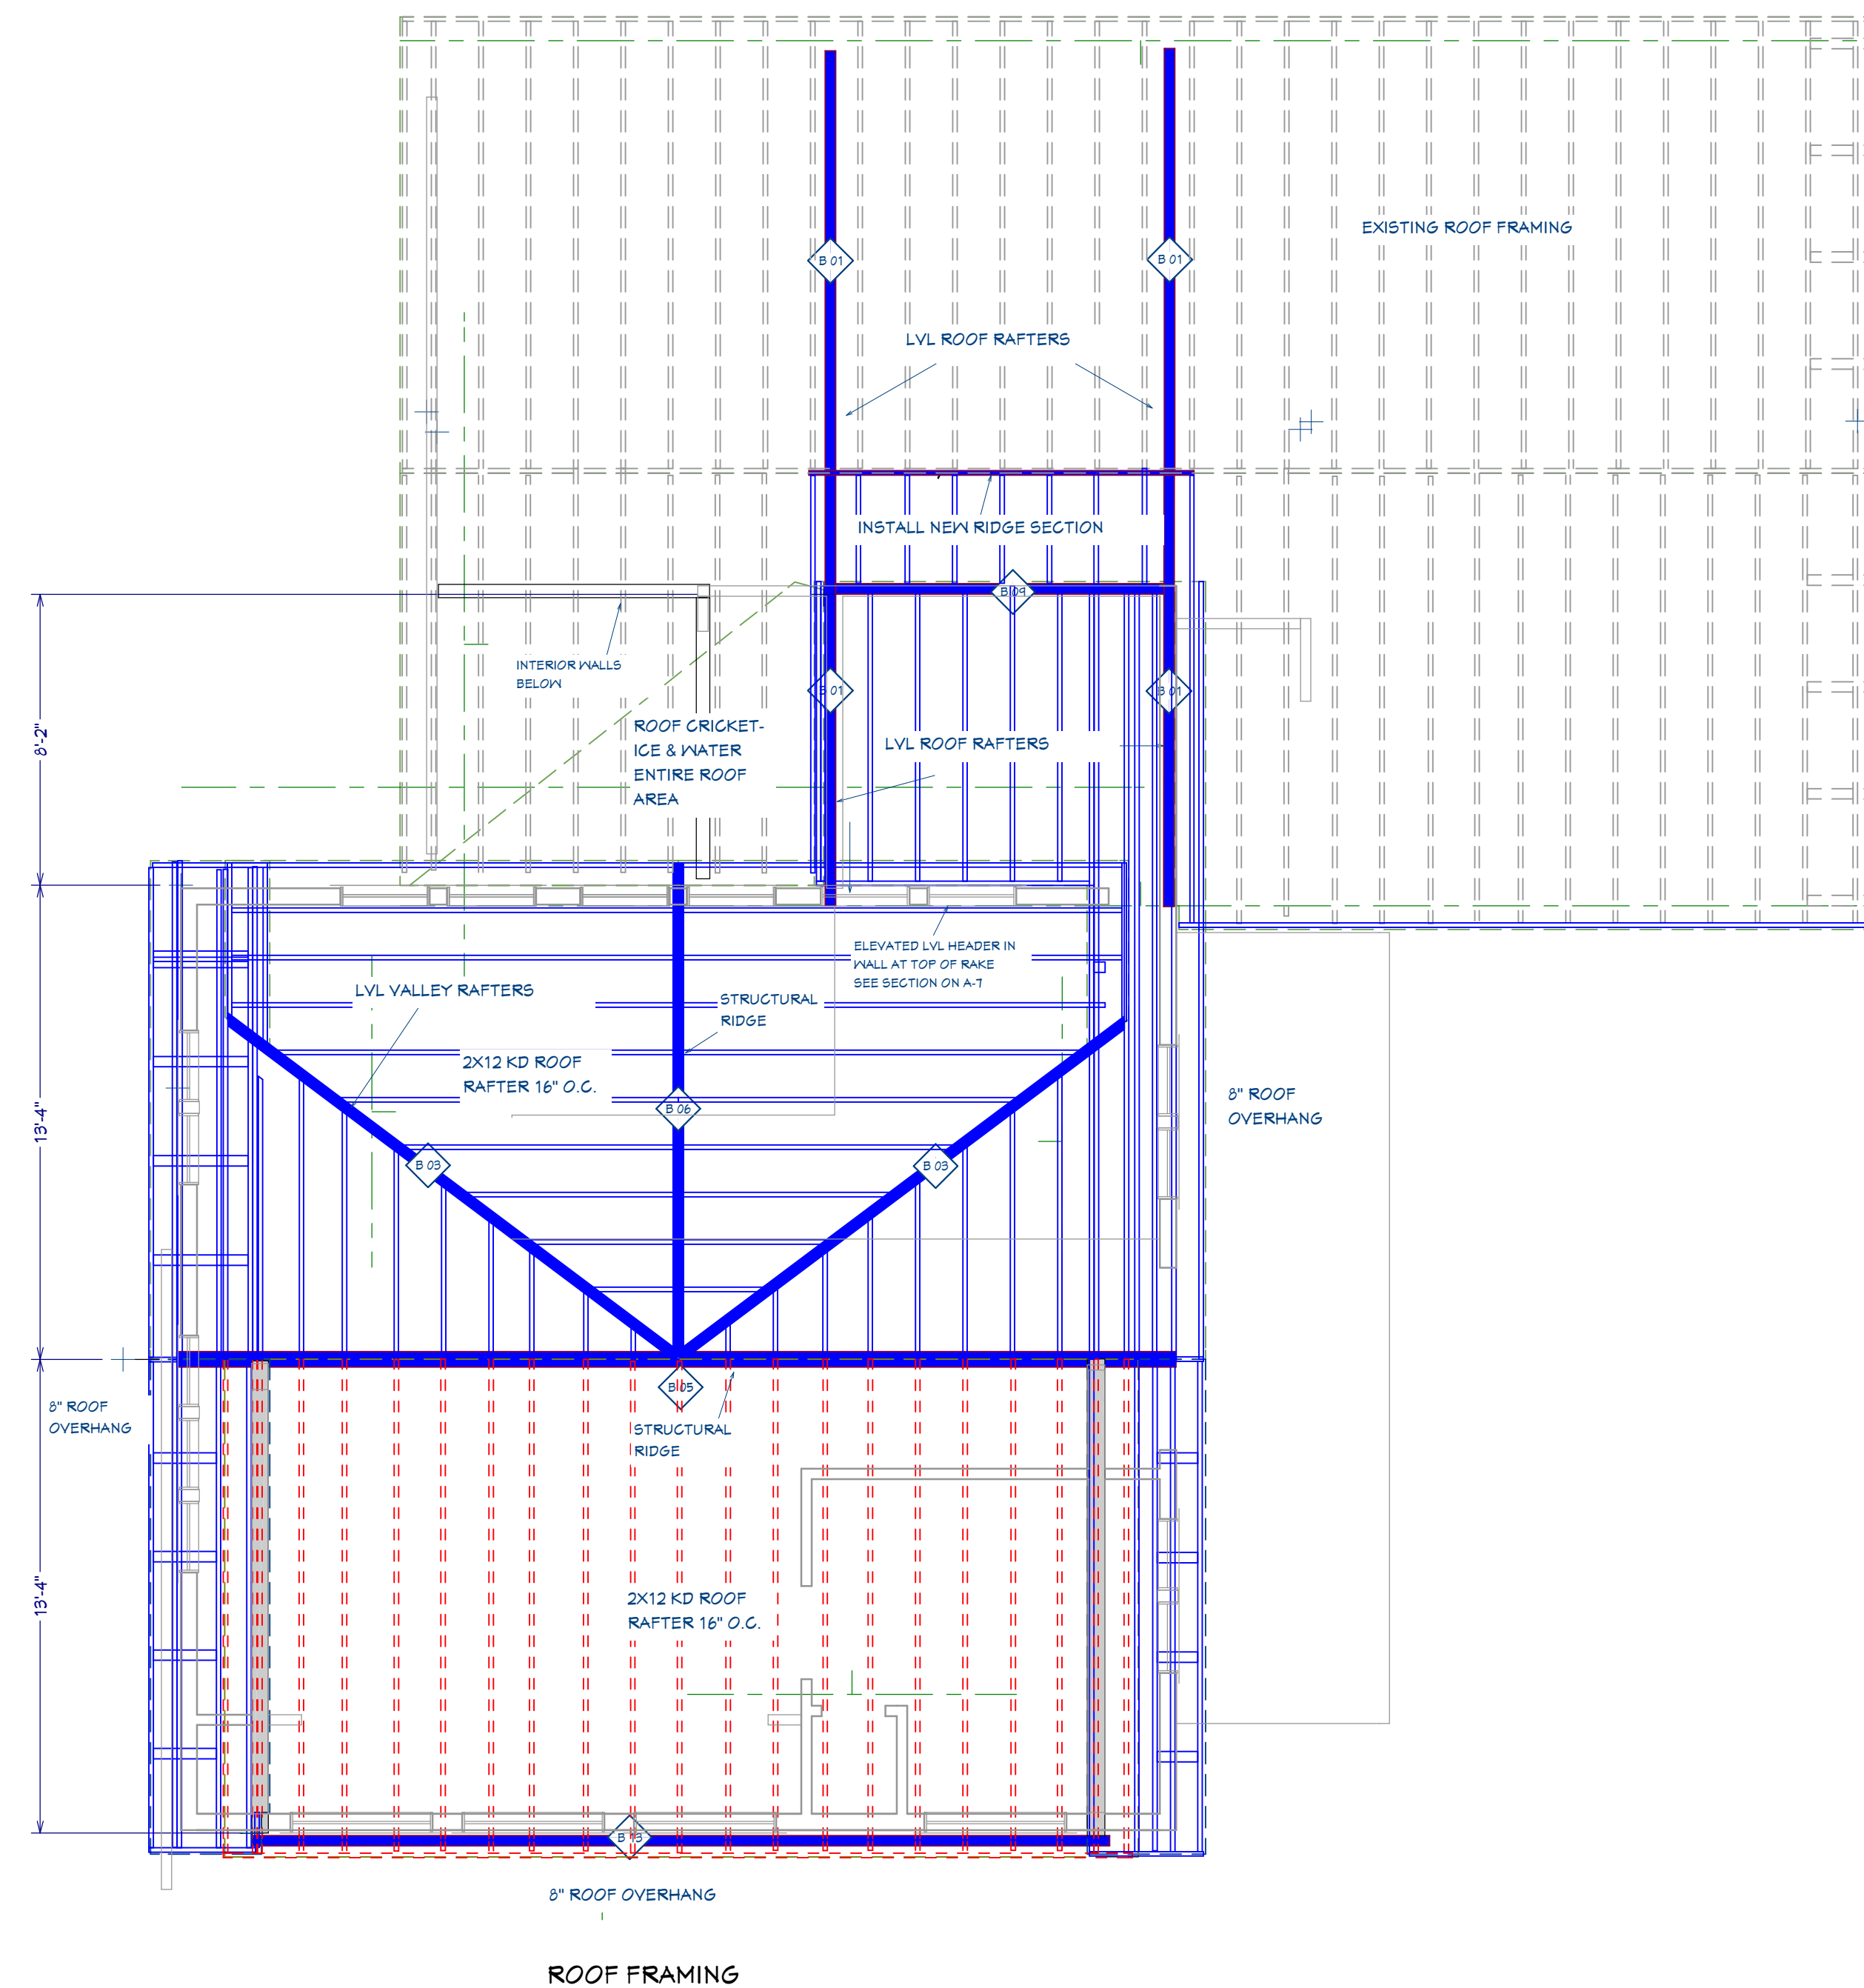 EXISTING ROOF FRAMING
B 01
B 01
LVL ROOF RAFTERS
INSTALL NEW RIDGE SECTION
B 09
INTERIOR WALLS
BELOW
B 01
B 01
8'-2"
ROOF CRICKET-
ICE & WATER
ENTIRE ROOF
AREA
LVL ROOF RAFTERS
ELEVATED LVL HEADER IN
WALL AT TOP OF RAKE
SEE SECTION ON A-7
LVL VALLEY RAFTERS
STRUCTURAL
RIDGE
2X12 KD ROOF
RAFTER 16" O.C.
8" ROOF
OVERHANG
13'-4"
B 06
B 03
B 03
B 05
8" ROOF
OVERHANG
STRUCTURAL
RIDGE
13'-4"
2X12 KD ROOF
RAFTER 16" O.C.
8" ROOF OVERHANG
ROOF FRAMING